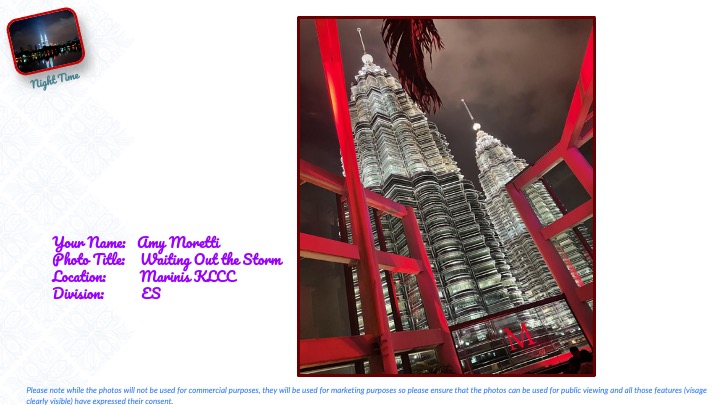 Night Time
Your Name: Amy Moretti
Photo Title: Waiting Out the Storm
Location: Marinis KLCC
Division: ES
M
Please note while the photos will not be used for commercial purposes, they will be used for marketing purposes so please ensure that the photos can be used for public viewing and all those features (visage
clearly visible) have expressed their consent.